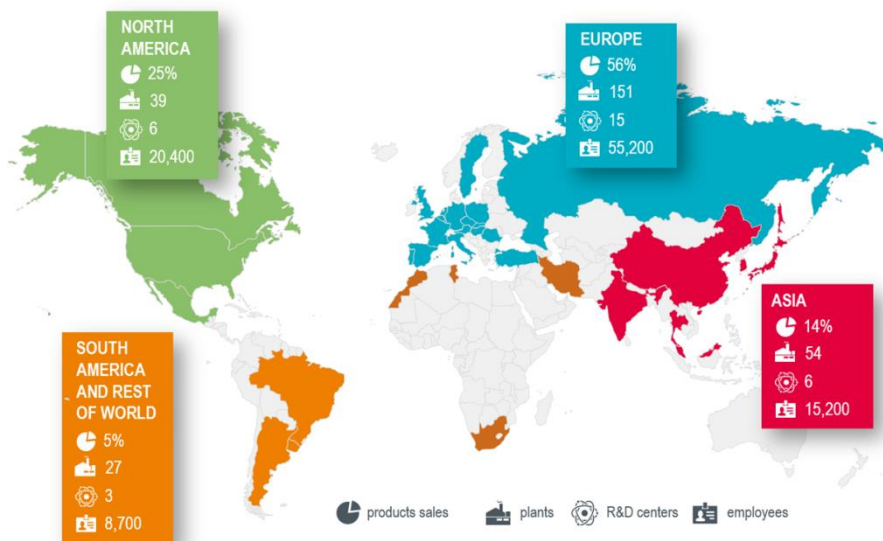 NORTH
AMERICA
25%
39
6
20,400
EUROPE
56%
151
15
55,200
ASIA
14%
54
6
15,200
SOUTH
AMERICA
AND REST
OF WORLD
5%
27
3
8,700
products sales
plants
R&D centers
employees